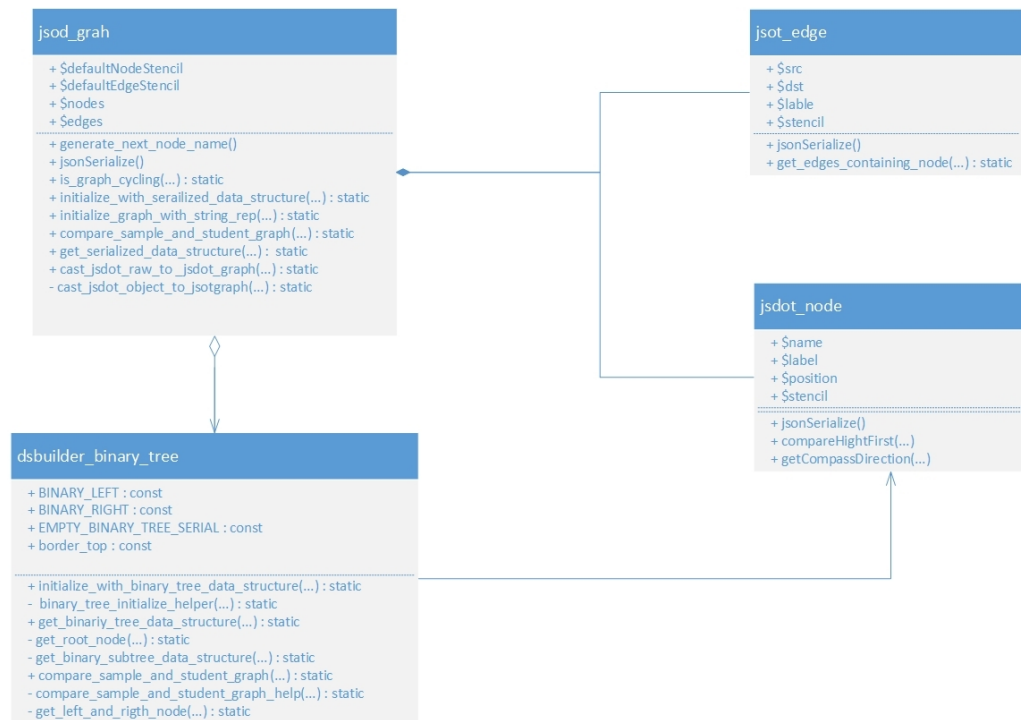 jsod_grah
+ $defaultNodeStencil
+ $defaultEdgeStencil
+ $nodes
+ $edges
+ generate_next_node_name()
+ jsonSerialize()
+ is_graph_cycling(...) : static
+ initialize_with_serailized_data_structure(...) : static
+ initialize_graph_with_string_rep(...) : static
+ compare_sample_and_student_graph(...) : static
+ get_serialized_data_structure(...) :  static
+ cast_jsdot_raw_to _jsdot_graph(...) : static
- cast_jsdot_object_to_jsotgraph(...) : static
jsot_edge
+ $src
+ $dst
+ $lable
+ $stencil
+ jsonSerialize()
+ get_edges_containing_node(...) : static
jsdot_node
+ $name
+ $label
+ $position
+ $stencil
+ jsonSerialize()
+ compareHightFirst(...)
+ getCompassDirection(...)
dsbuilder_binary_tree
+ BINARY_LEFT : const
+ BINARY_RIGHT : const
+ EMPTY_BINARY_TREE_SERIAL : const
+ border_top : const
+ initialize_with_binary_tree_data_structure(...) : static
-  binary_tree_initialize_helper(...) : static
+ get_binariy_tree_data_structure(...) : static
- get_root_node(...) : static
- get_binary_subtree_data_structure(...) : static
+ compare_sample_and_student_graph(...) : static
- compare_sample_and_student_graph_help(...) : static
- get_left_and_rigth_node(...) : static